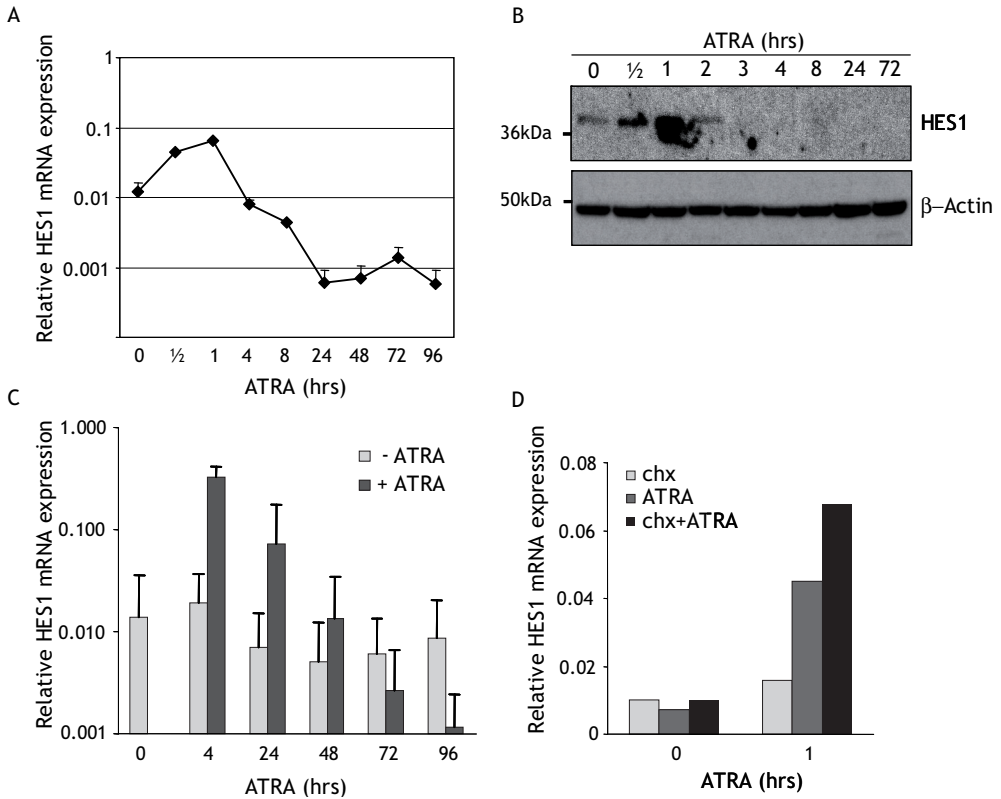 A
Relative HES1 mRNA expression
1
0.1
0.01
0.001
0 ½ 1 4 8 24 48 72 96
ATRA (hrs)
B
ATRA (hrs)
0 ½ 1 2 3 4 8 24 72
36kDa
HES1
50kDa
β–Actin
C
Relative HES1 mRNA expression
1.000
0.100
0.010
0.001
- ATRA
+ ATRA
0 4 24 48 72 96
ATRA (hrs)
D
Relative HES1 mRNA expression
0.08
0.06
0.04
0.02
0
chx
ATRA
chx+ATRA
0 1
ATRA (hrs)